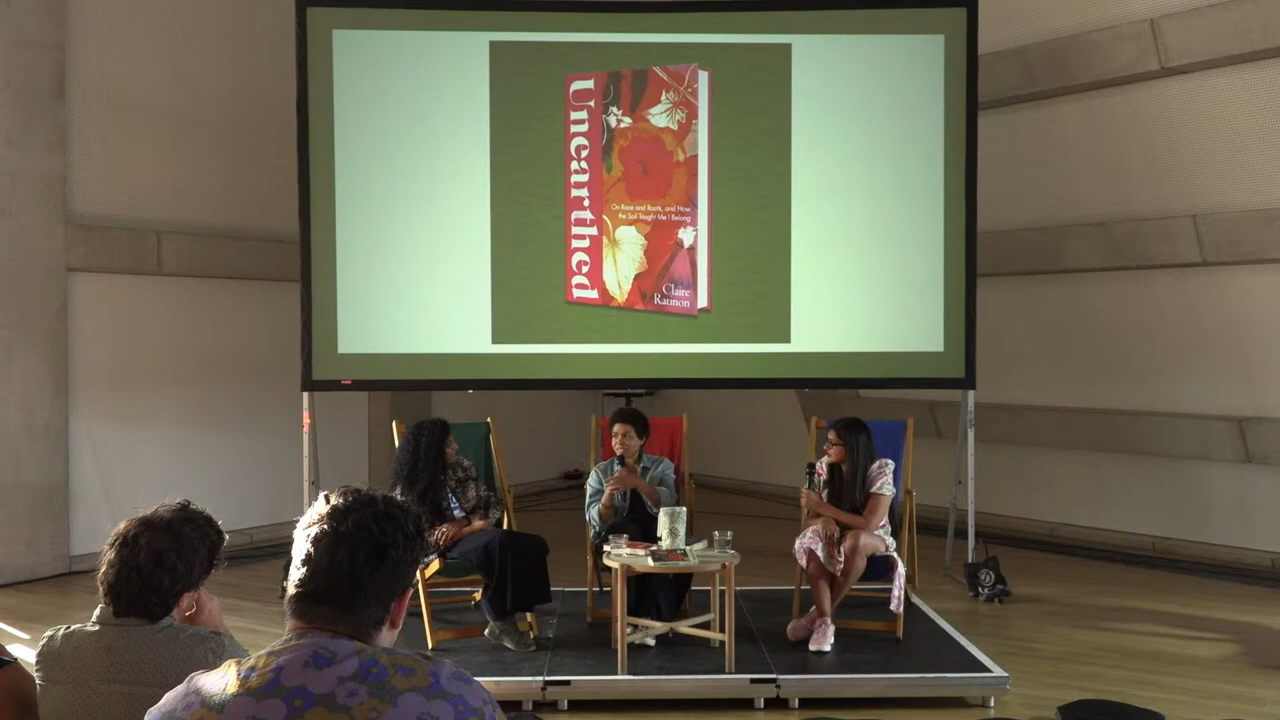 Unearthed
On Race and Roots, and How
the Soil Taught Me I Belong
Claire
Ratinon